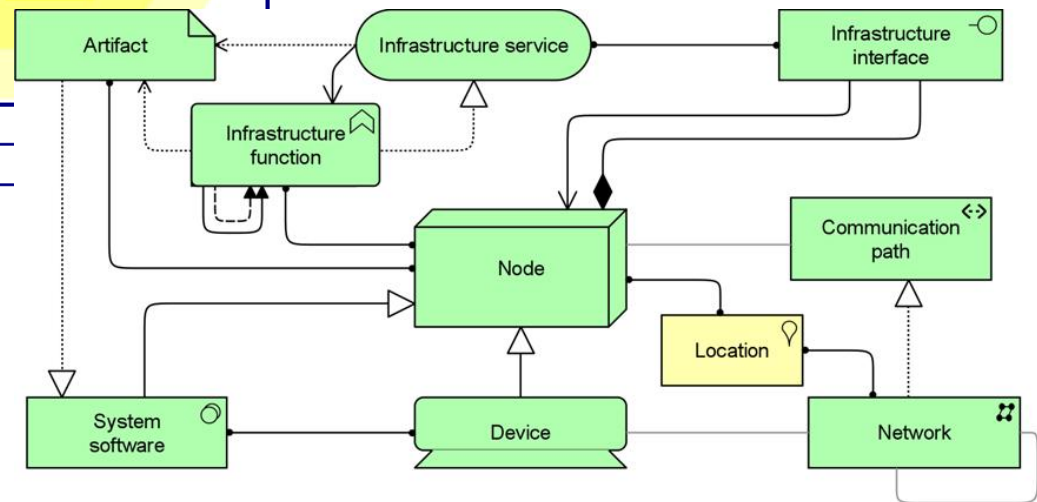 Artifact
Infrastructure service
Infrastructure
interface
Infrastructure
function
Node
Communication
path
Location
System
software
Device
Network